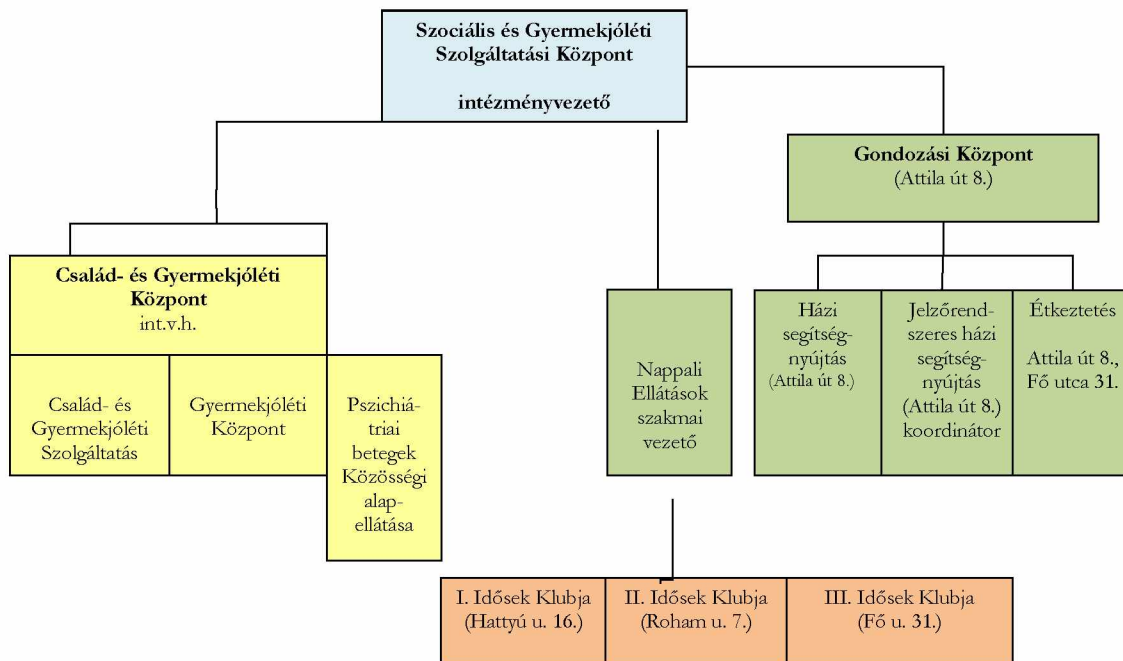 Szociális és Gyermekjóléti
Szolgáltatási Központ
intézményvezető
Gondozási Központ
(Attila út 8.)
Család- és Gyermekjóléti
Központ
int.v.h.
Család- és
Gyermekjóléti
Szolgáltatás
Gyermekjóléti
Központ
Pszichiá-
triai
betegek
Közösségi
alap-
ellátása
Nappali
Ellátások
szakmai
vezető
Házi
segítség-
nyújtás
(Attila út 8.)
Jelzőrend-
szeres házi
segítség-
nyújtás
(Attila út 8.)
koordinátor
Étkeztetés
Attila út 8.,
Fő utca 31.
I. Idősek Klubja
(Hattyú u. 16.)
II. Idősek Klubja
(Roham u. 7.)
III. Idősek Klubja
(Fő u. 31.)